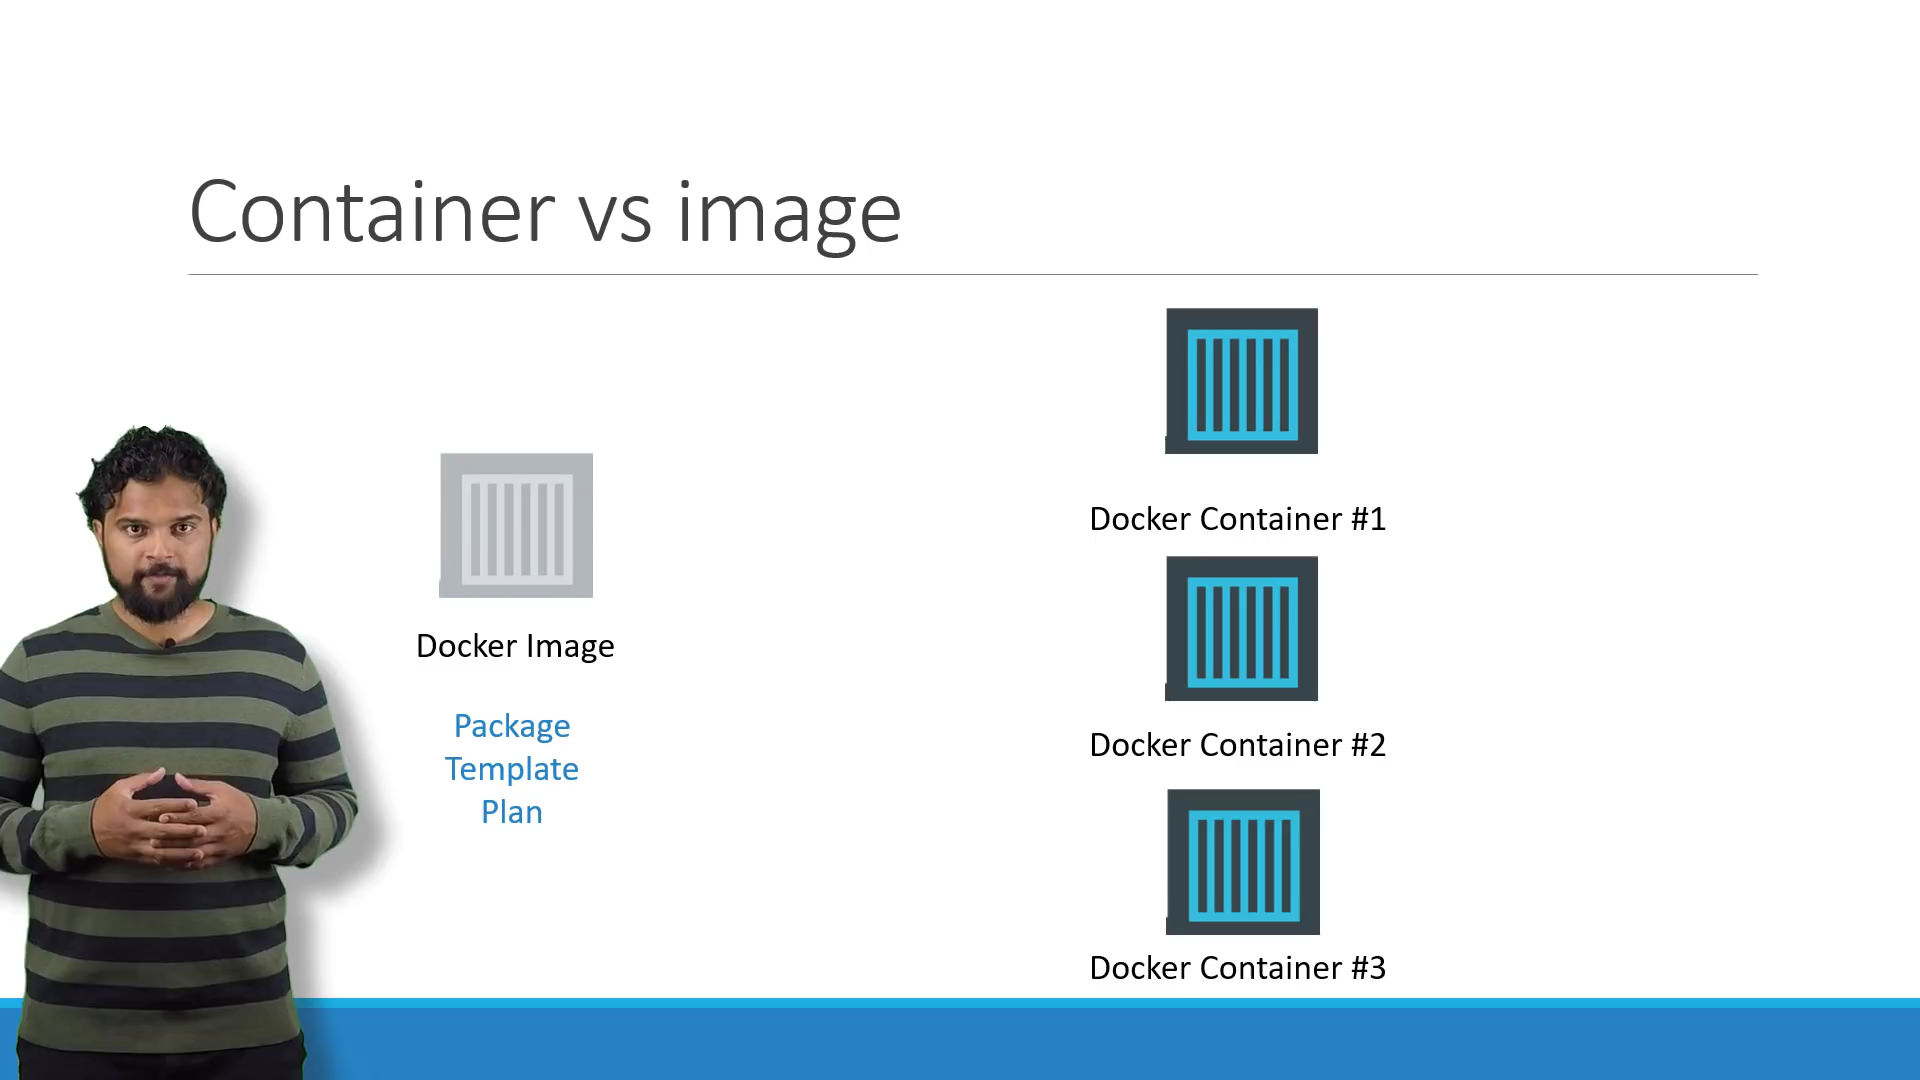 Container vs image
Docker Image
Package
Template
Plan
Docker Container #1
Docker Container #2
Docker Container #3